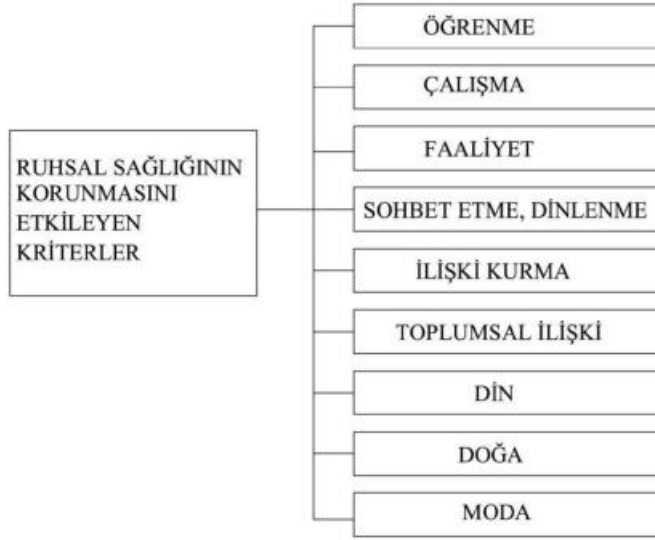 RUHSAL SAĞLIĞININ
KORUNMASINI
ETKİLEYEN
KRİTERLER
ÖĞRENME
ÇALIŞMA
FAALİYET
SOHBET ETME, DİNLENME
İLİŞKİ KURMA
TOPLUMSAL İLİŞKİ
DİN
DOĞA
MODA